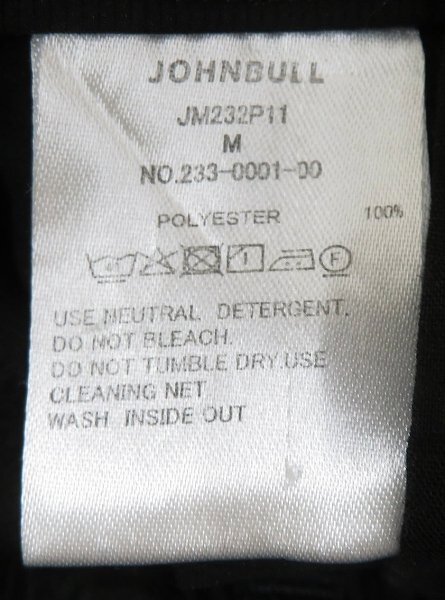 JOHNBULL
JM232P11
M
NO.233-0001-00
POLYESTER 100%
F
USE NEUTRAL DETERGENT.
DO NOT BLEACH.
DO NOT TUMBLE DRY.USE
CLEANING NET
WASH INSIDE OUT